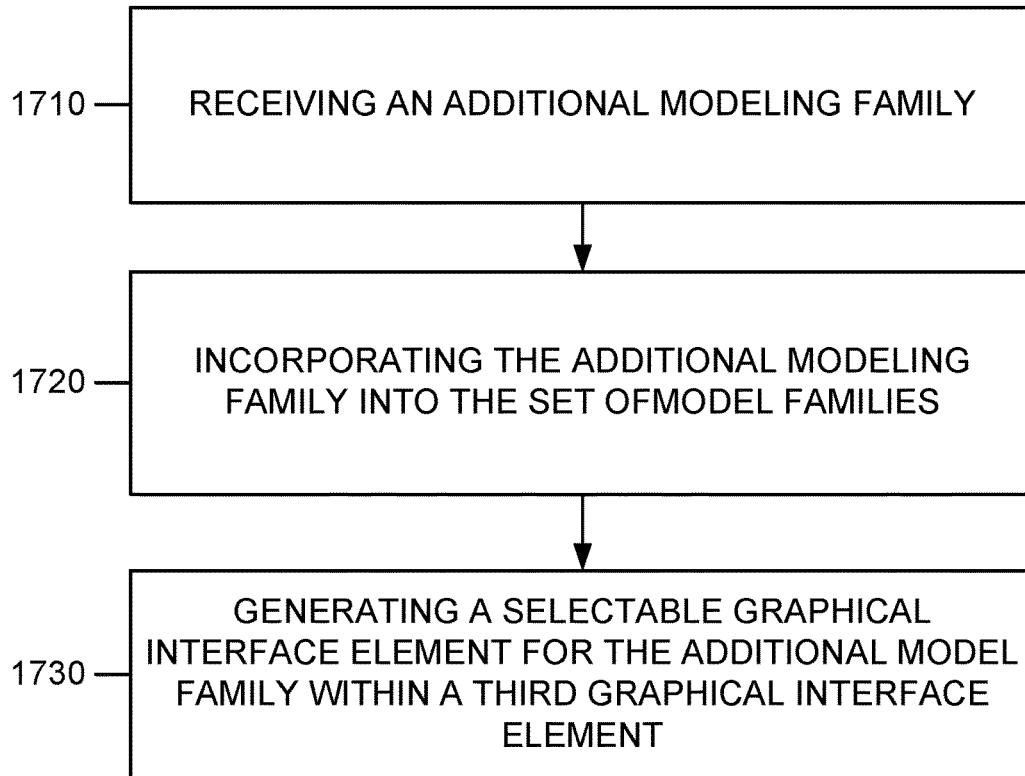 1710
RECEIVING AN ADDITIONAL MODELING FAMILY
INCORPORATING THE ADDITIONAL MODELING
1720
FAMILY INTO THE SET OFMODEL FAMILIES
GENERATING A SELECTABLE GRAPHICAL
INTERFACE ELEMENT FOR THE ADDITIONAL MODEL
1730
FAMILY WITHIN A THIRD GRAPHICAL INTERFACE
ELEMENT